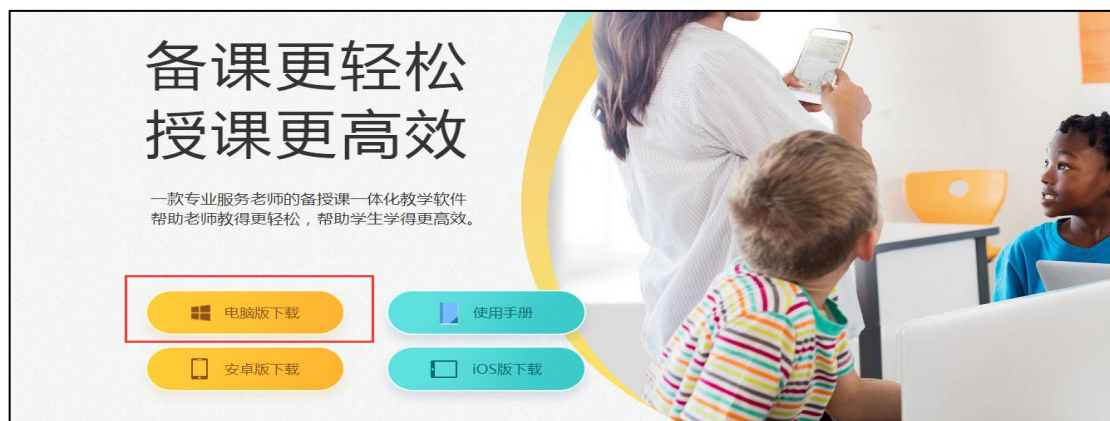 备课更轻松
授课更高效
一款专业服务老师的备授课一体化教学软件
帮助老师教得更轻松，帮助学生学得更高效。
电脑版下载
使用手册
安卓版下载
iOS版下载